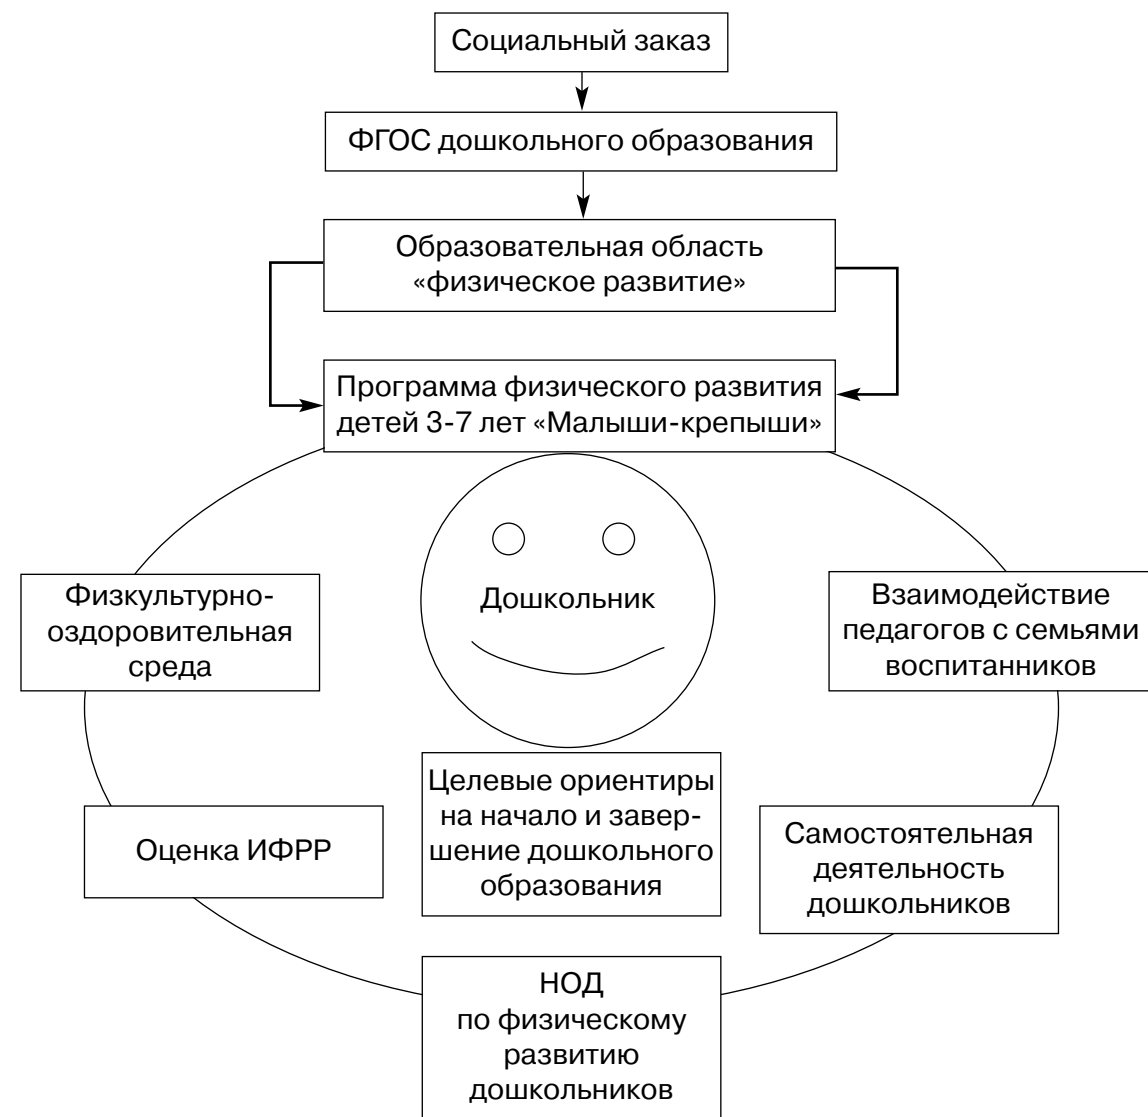 Социальный заказ
ФГОС дошкольного образования
Образовательная область
«физическое развитие»
Программа физического развития
детей 3-7 лет «Малыши-крепыши»
Дошкольник
Физкультурно-
оздоровительная
среда
Взаимодействие
педагогов с семьями
воспитанников
Целевые ориентиры
на начало и завер-
шение дошкольного
образования
Оценка ИФРР
Самостоятельная
деятельность
дошкольников
НОД
по физическому
развитию
дошкольников